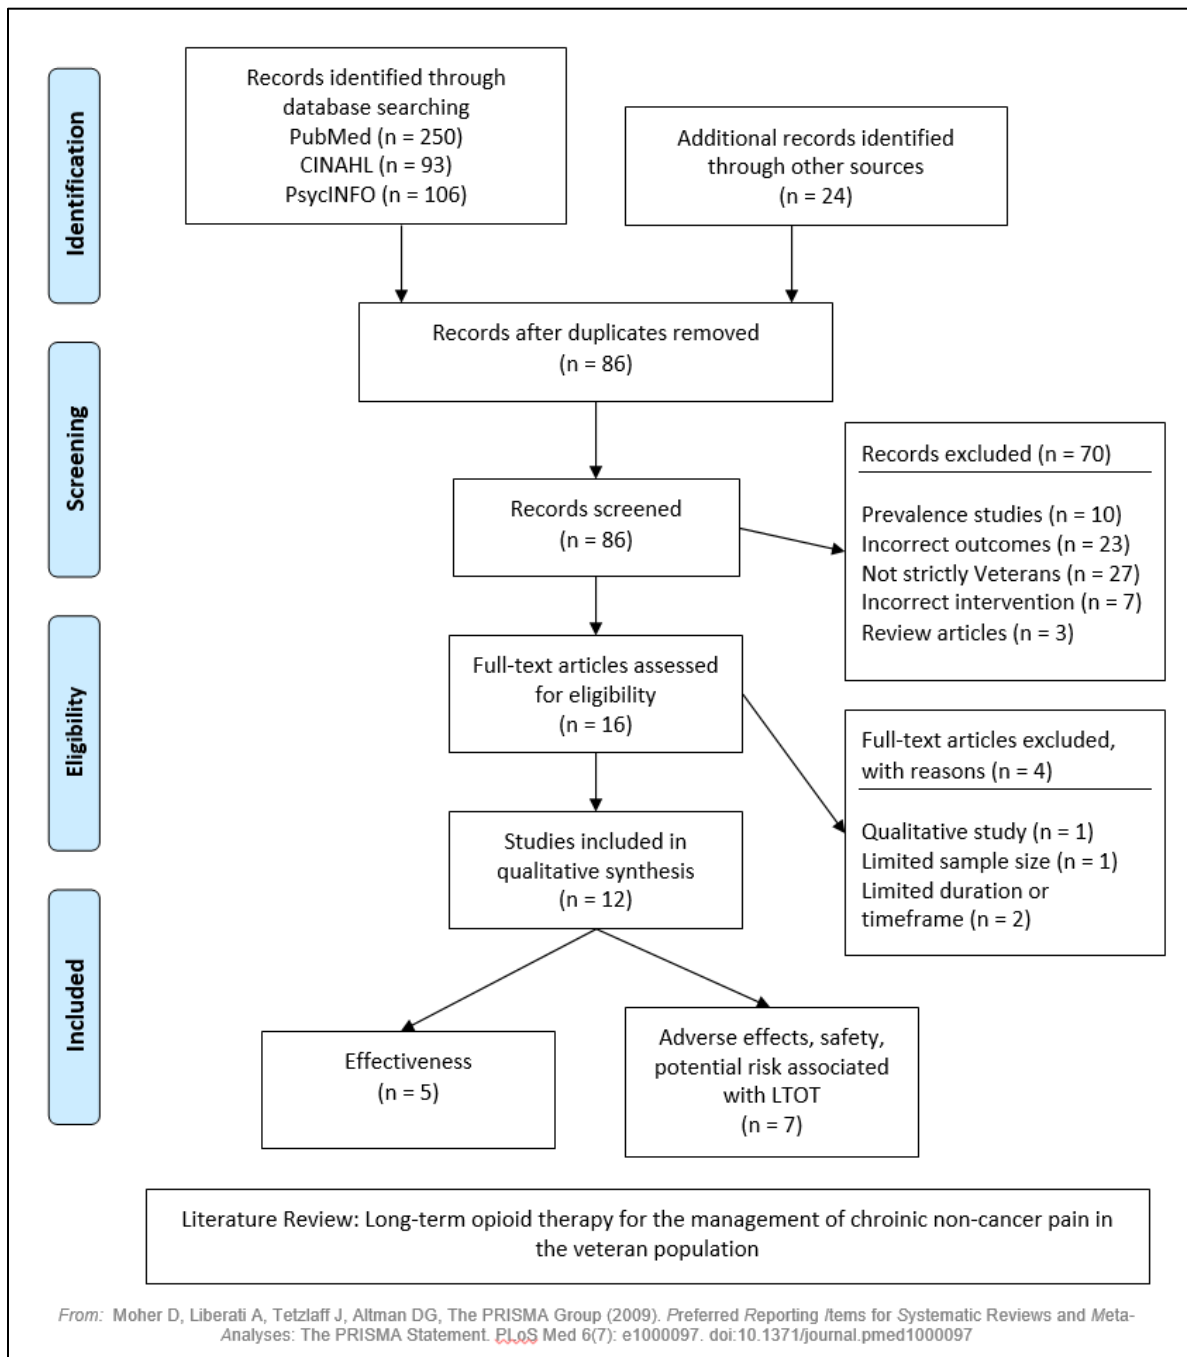 Identification
Records identified through
database searching
PubMed (n = 250)
CINAHL (n = 93)
PsycINFO (n = 106)
Additional records identified
through other sources
(n = 24)
Records after duplicates removed
(n = 86)
Screening
Records screened
(n = 86)
Records excluded (n = 70)
Prevalence studies (n = 10)
Incorrect outcomes (n = 23)
Not strictly Veterans (n = 27)
Incorrect intervention (n = 7)
Review articles (n = 3)
Eligibility
Full-text articles assessed
for eligibility
(n = 16)
Full-text articles excluded,
with reasons (n = 4)
Qualitative study (n = 1)
Limited sample size (n = 1)
Limited duration or
timeframe (n = 2)
Studies included in
qualitative synthesis
(n = 12)
Included
Effectiveness
(n = 5)
Adverse effects, safety,
potential risk associated
with LTOT
(n = 7)
Literature Review: Long-term opioid therapy for the management of chroinic non-cancer pain in
the veteran population
From: Moher D, Liberati A, Tetzlaff J, Altman DG, The PRISMA Group (2009). Preferred Reporting Items for Systematic Reviews and Meta-
Analyses: The PRISMA Statement. PLoS Med 6(7): e1000097. doi:10.1371/journal.pmed1000097